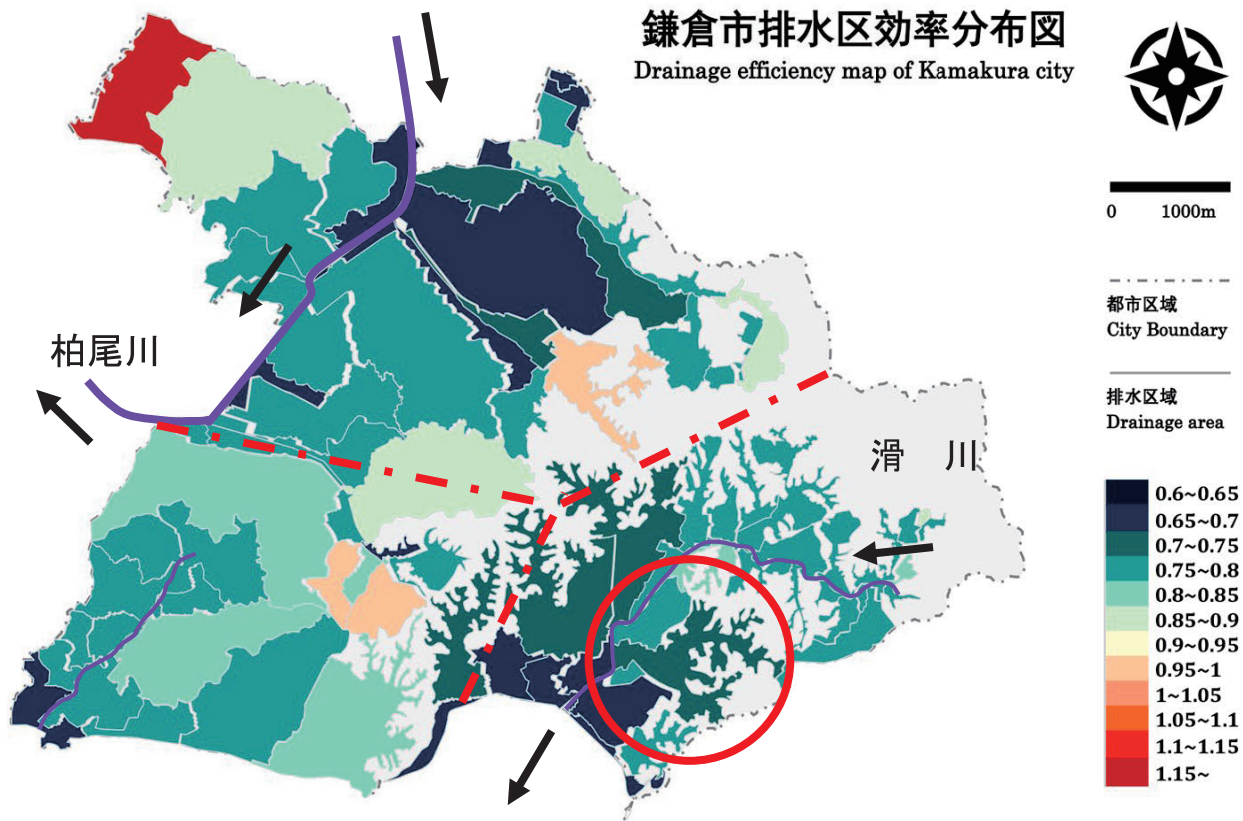 鎌倉市排水区効率分布図
Drainage efficiency map of Kamakura city
0 1000m
都市区域
City Boundary
排水区域
Drainage area
柏尾川
滑 川
0.6~0.65
0.65~0.7
0.7~0.75
0.75~0.8
0.8~0.85
0.85~0.9
0.9~0.95
0.95~1
1~1.05
1.05~1.1
1.1~1.15
1.15~